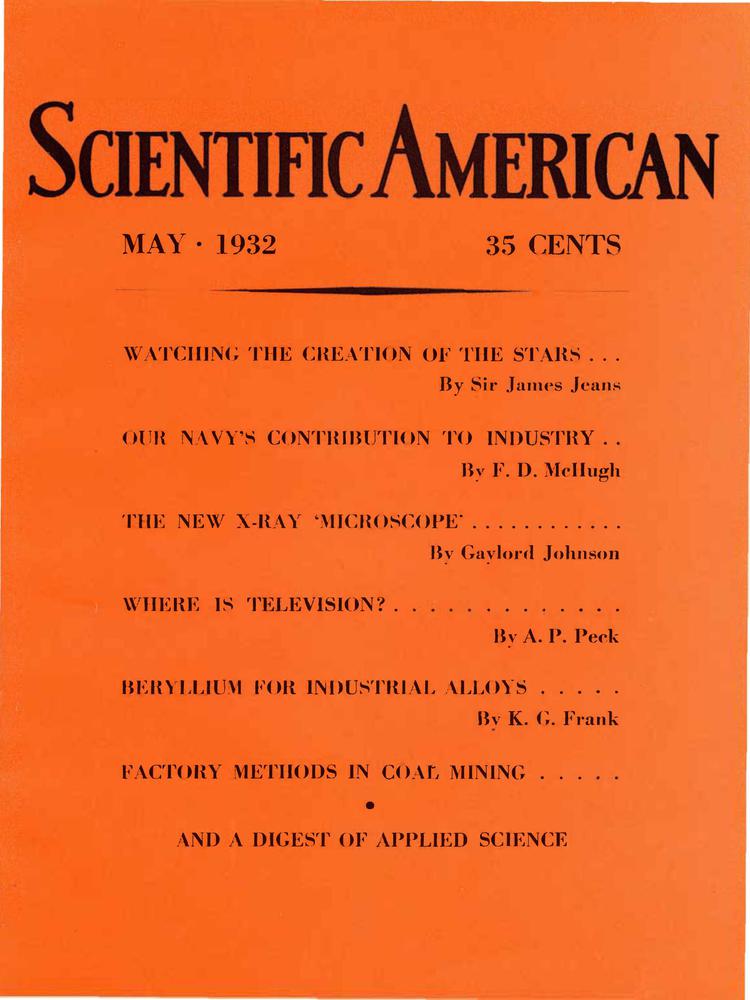 SCIENTIFIC AMERICAN
MAY · 1932 35 CENTS
WATCHING THE CREATION OF THE STARS . . .
By Sir James Jeans
OUR NAVY'S CONTRIBUTION TO INDUSTRY . .
By F. D. McHugh
THE NEW X-RAY 'MICROSCOPE' . . . . . . . . . . . .
By Gaylord Johnson
WHERE IS TELEVISION? . . . . . . . . . . . . .
By A. P. Peck
BERYLLIUM FOR INDUSTRIAL ALLOYS . . . . .
By K. G. Frank
FACTORY METHODS IN COAL MINING . . . . .
•
AND A DIGEST OF APPLIED SCIENCE